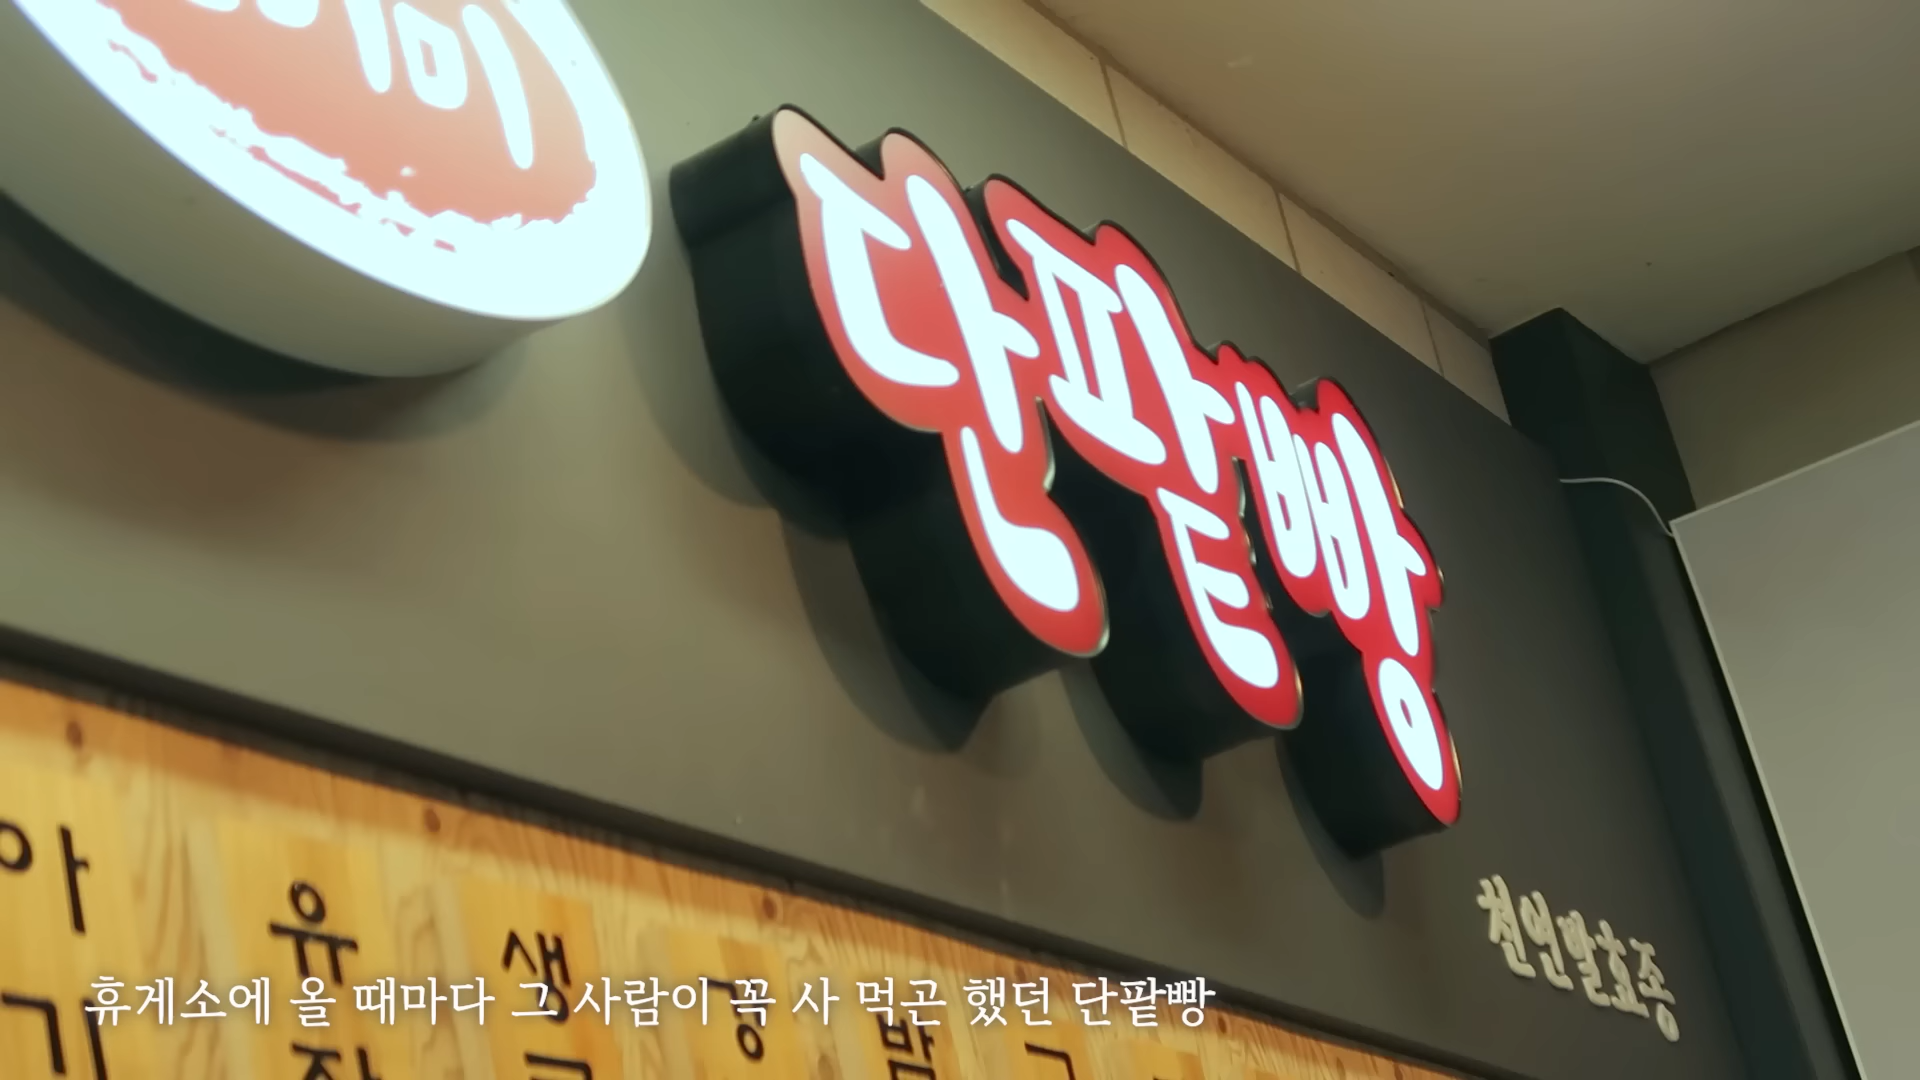 미
단팥빵
천연발효종
아
유
생
휴게소에 올 때마다 그 사람이 꼭 사 먹곤 했던 단팥빵
밤